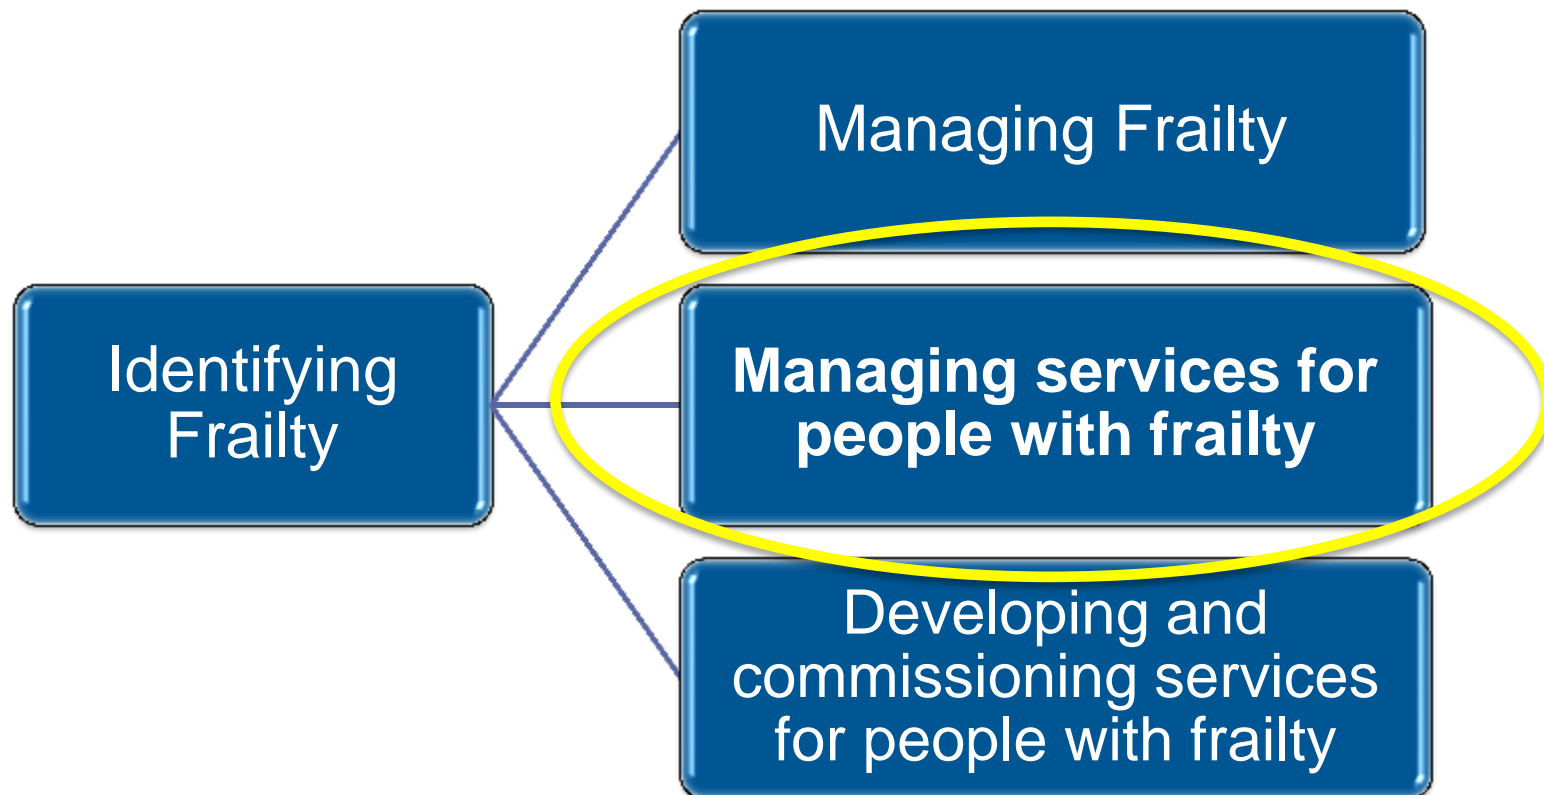 Managing Frailty
Identifying
Frailty
Managing services for
people with frailty
Developing and
commissioning services
for people with frailty